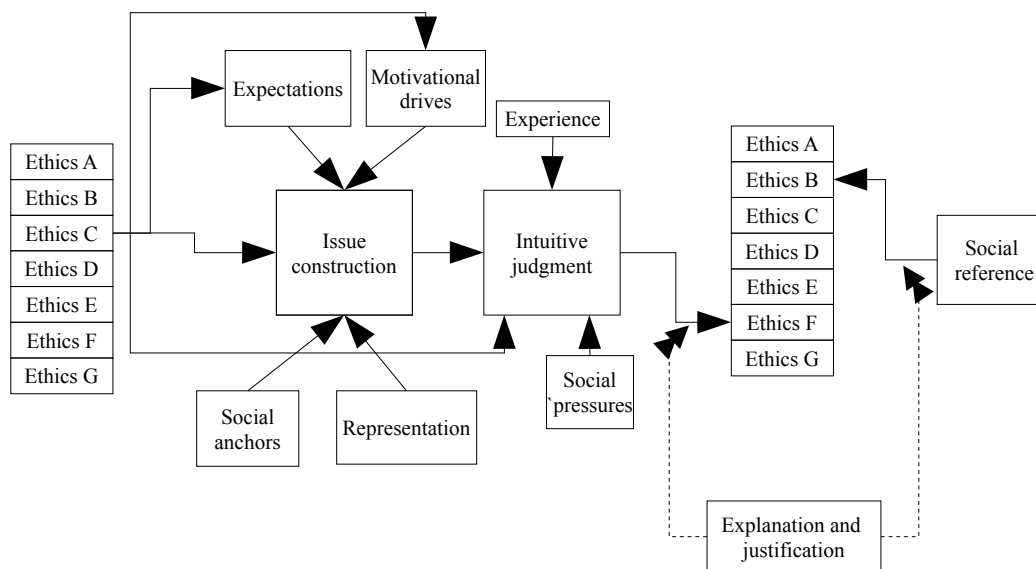 Expectations
Motivational
drives
Experience
Ethics A
Ethics B
Ethics C
Ethics D
Ethics E
Ethics F
Ethics G
Issue
construction
Intuitive
judgment
Ethics A
Ethics B
Ethics C
Ethics D
Ethics E
Ethics F
Ethics G
Social
reference
Social
anchors
Representation
Social
`pressures
Explanation and
justification